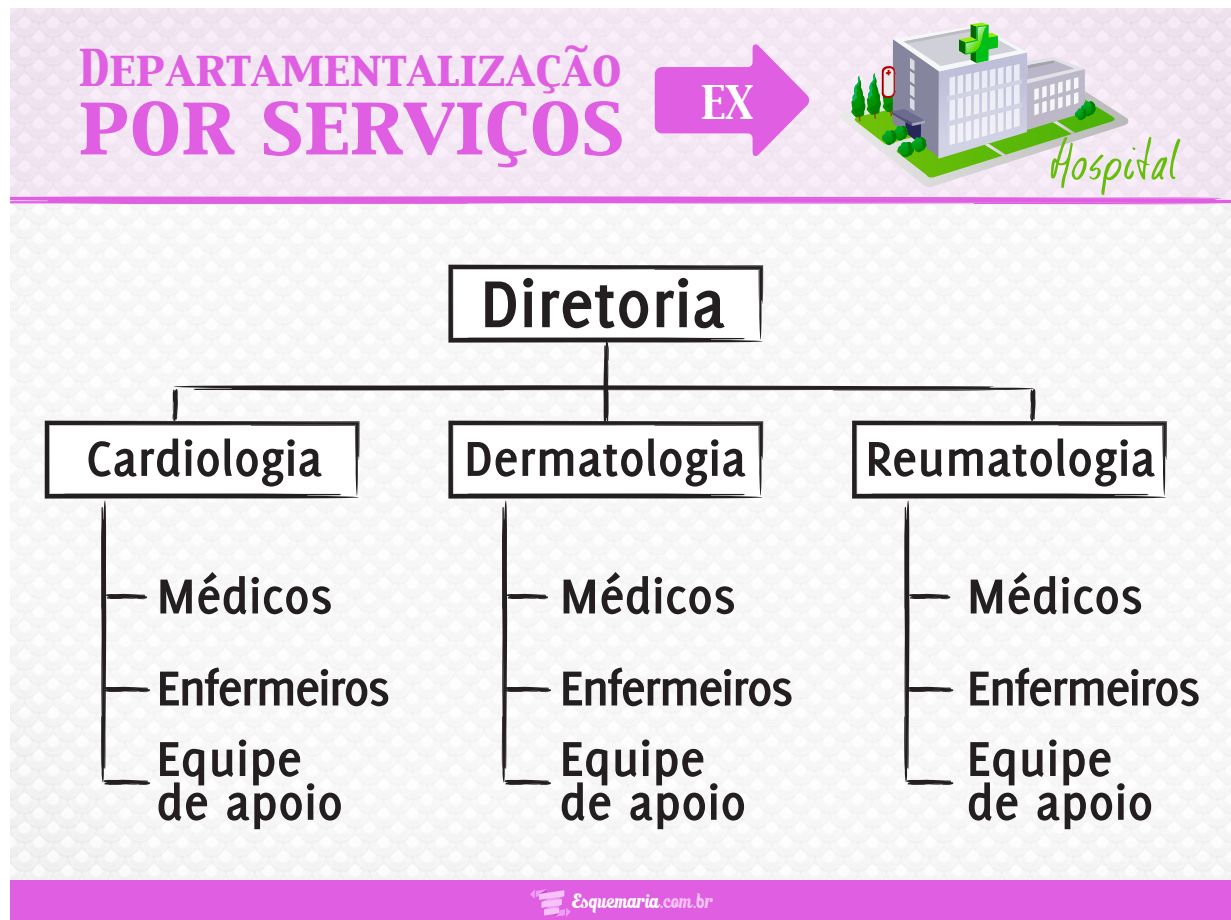 DEPARTAMENTALIZAÇÃO
POR SERVIÇOS
EX
Hospital
Diretoria
Cardiologia
Dermatologia
Reumatologia
Médicos
Enfermeiros
Equipe
de apoio
Médicos
Enfermeiros
Equipe
de apoio
Médicos
Enfermeiros
Equipe
de apoio
Esquemaria.com.br